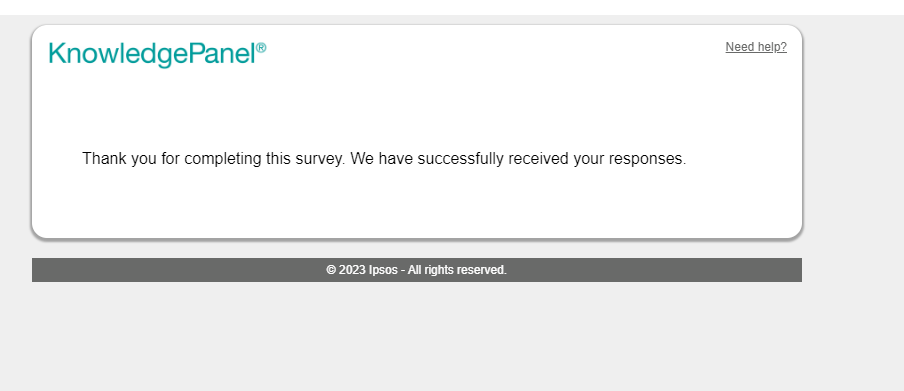 KnowledgePanel®
Need help?
Thank you for completing this survey. We have successfully received your responses.
© 2023 Ipsos - All rights reserved.